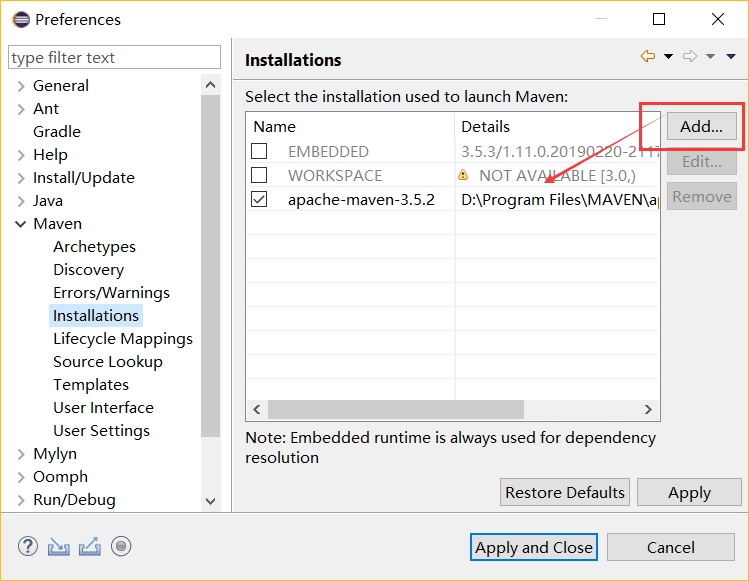 Preferences
type filter text
General
Ant
Gradle
Help
Install/Update
Java
Maven
Archetypes
Discovery
Errors/Warnings
Installations
Lifecycle Mappings
Source Lookup
Templates
User Interface
User Settings
Mylyn
Oomph
Run/Debug
Installations
Select the installation used to launch Maven:
Name Details
EMBEDDED 3.5.3/1.11.0.20190220-2117
WORKSPACE NOT AVAILABLE [3.0,)
apache-maven-3.5.2 D:\Program Files\MAVEN\ap
Add...
Edit...
Remove
Note: Embedded runtime is always used for dependency
resolution
Restore Defaults Apply
Apply and Close Cancel